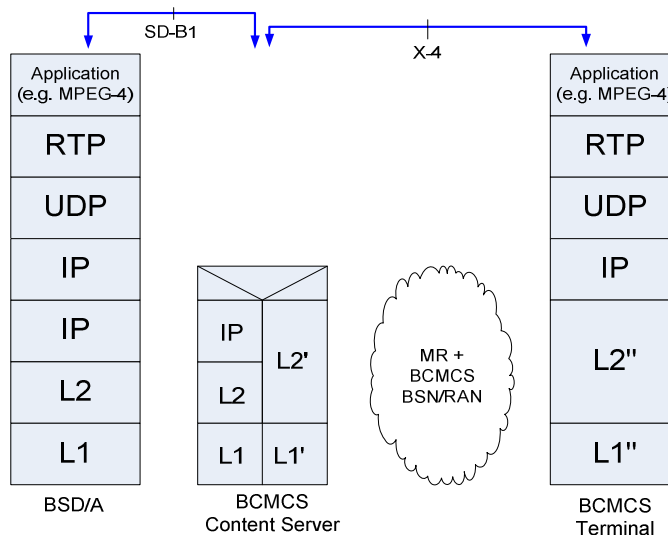 SD-B1
X-4
Application
(e.g. MPEG-4)
RTP
UDP
IP
IP
L2
L1
BSD/A
IP
L2
L1
L2'
L1'
BCMCS
Content Server
MR +
BCMCS
BSN/RAN
Application
(e.g. MPEG-4)
RTP
UDP
IP
L2"
L1"
BCMCS
Terminal